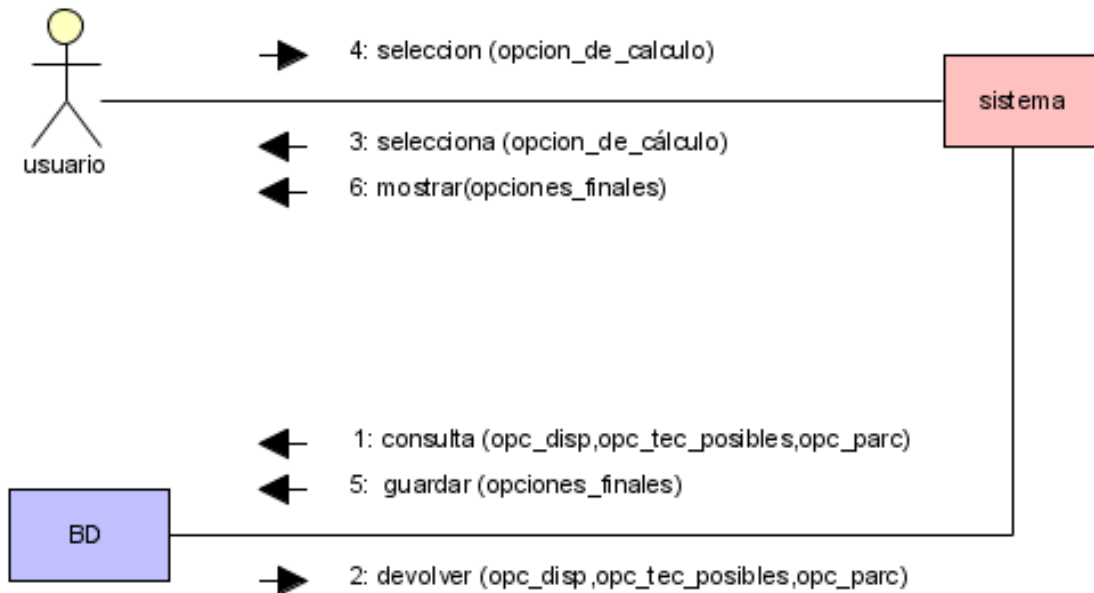 4: seleccion (opcion_de_calculo)
sistema
3: selecciona (opcion_de_cálculo)
usuario
6: mostrar(opciones_finales)
1: consulta (opc_disp,opc_tec_posibles,opc_parc)
5: guardar (opciones_finales)
BD
2: devolver (opc_disp,opc_tec_posibles,opc_parc)